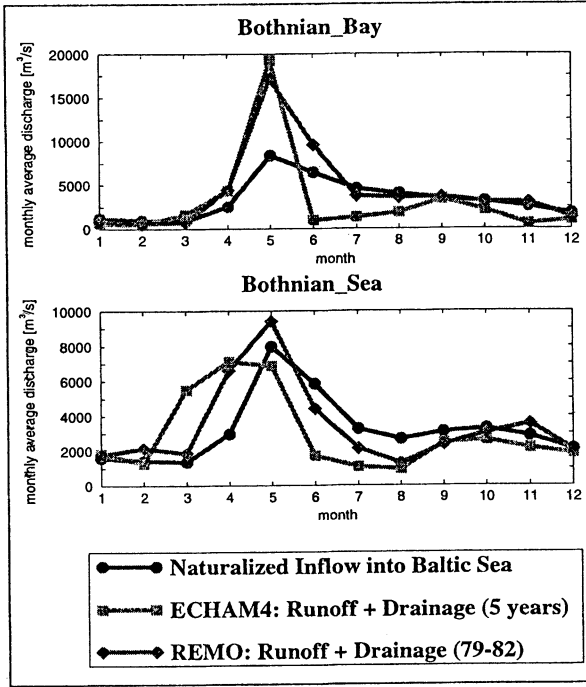 Bothnian_Bay
monthly average discharge [m³/s]
20000
15000
10000
5000
0
1 2 3 4 5 6 7 8 9 10 11 12
month
Bothnian_Sea
monthly average discharge [m³/s]
10000
8000
6000
4000
2000
0
1 2 3 4 5 6 7 8 9 10 11 12
month
Naturalized Inflow into Baltic Sea
ECHAM4: Runoff + Drainage (5 years)
REMO: Runoff + Drainage (79-82)